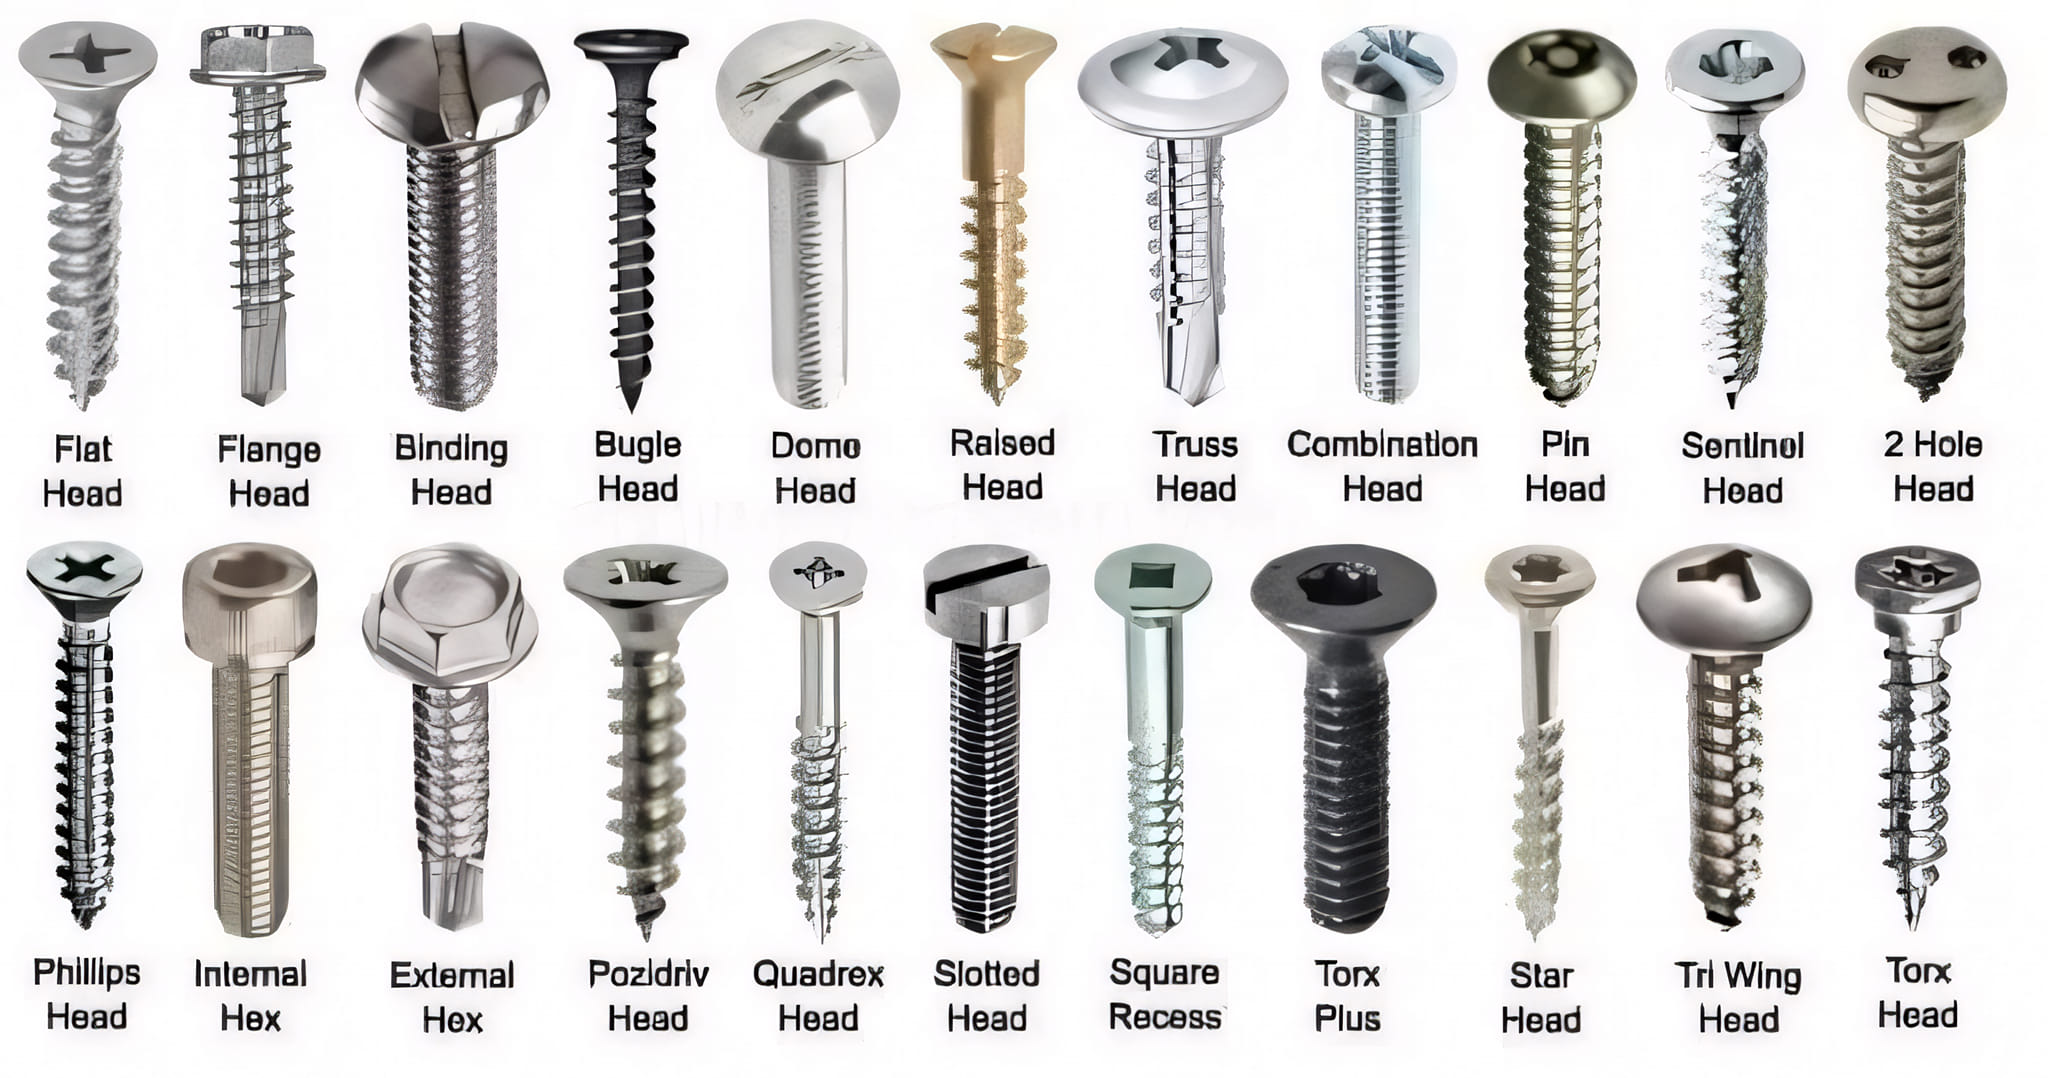 Flat Head
Flange Head
Binding Head
Bugle Head
Dome Head
Raised Head
Truss Head
Combination Head
Pin Head
Sentinel Head
2 Hole Head
Phillips Head
Internal Hex
External Hex
Pozidriv Head
Quadrex Head
Slotted Head
Square Recess
Torx Plus
Star Head
Tri Wing Head
Torx Head